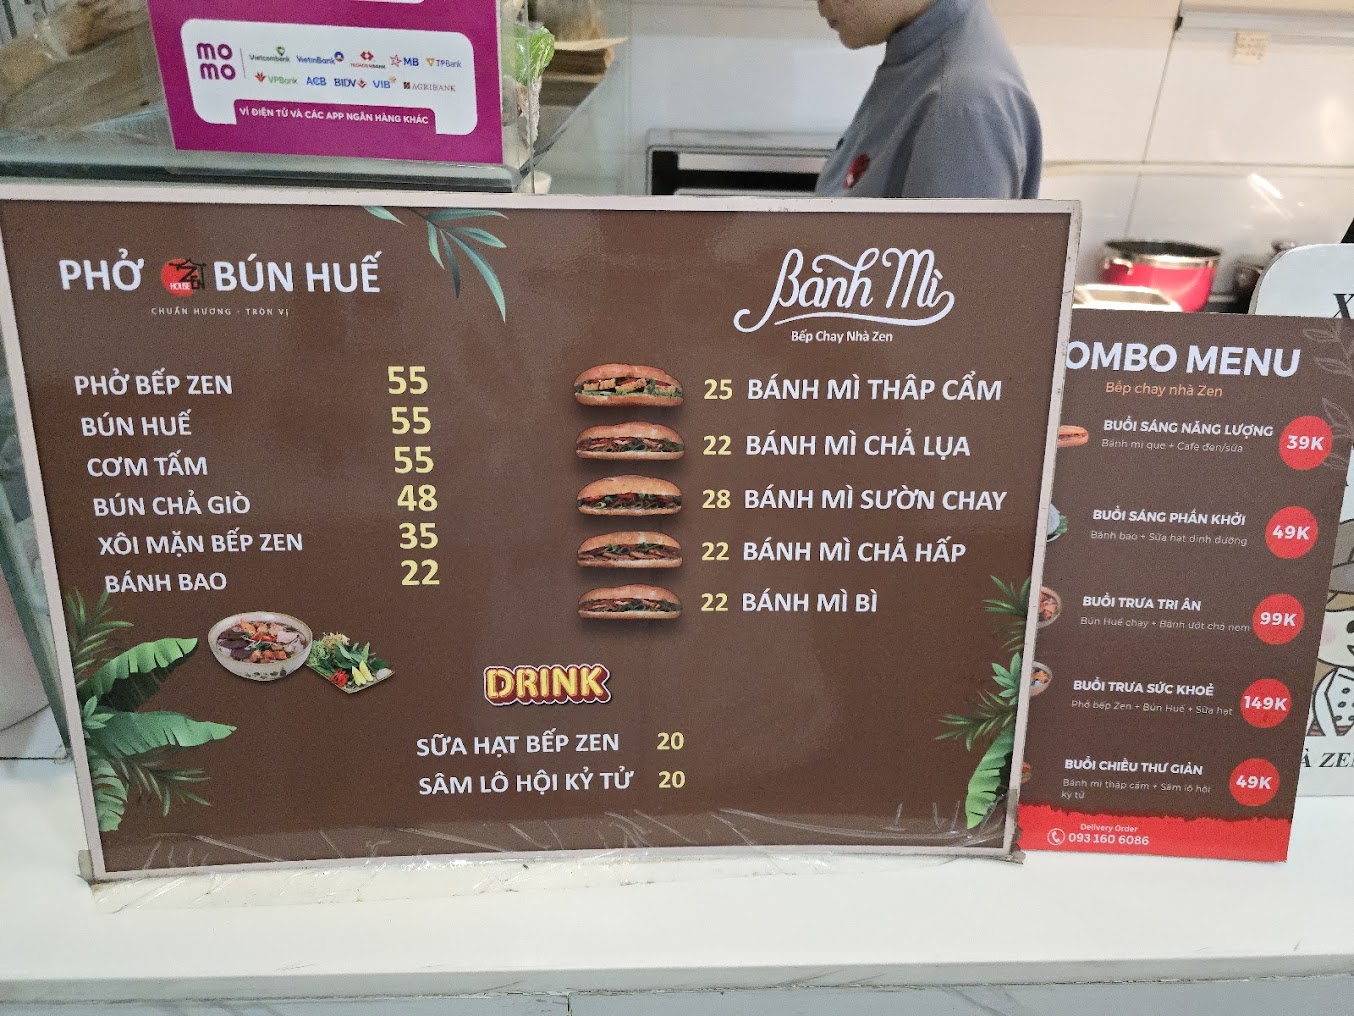 mo
mo
Vietcombank VietinBank TECHCOMBANK MB TPBank
VPBank ACB BIDV VIB AGRIBANK
VÍ ĐIỆN TỬ VÀ CÁC APP NGÂN HÀNG KHÁC
PHỞ ZEN HOUSE BÚN HUẾ
CHUẨN HƯƠNG - TRÒN VỊ
PHỞ BẾP ZEN 55
BÚN HUẾ 55
CƠM TẤM 55
BÚN CHẢ GIÒ 48
XÔI MẶN BẾP ZEN 35
BÁNH BAO 22
Bánh Mì
Bếp Chay Nhà Zen
25 BÁNH MÌ THÂP CẨM
22 BÁNH MÌ CHẢ LỤA
28 BÁNH MÌ SƯỜN CHAY
22 BÁNH MÌ CHẢ HẤP
22 BÁNH MÌ BÌ
DRINK
SỮA HẠT BẾP ZEN 20
SÂM LÔ HỘI KỶ TỬ 20
OMBO MENU
Bếp chay nhà Zen
BUỔI SÁNG NĂNG LƯỢNG 39K
Bánh mì que + Cafe đen/sữa
BUỔI SÁNG PHẤN KHỞI 49K
Bánh bao + Sữa hạt dinh dưỡng
BUỔI TRƯA TRI ÂN 99K
Bún Huế chay + Bánh ướt chả nem
BUỔI TRƯA SỨC KHOẺ 149K
Phở bếp Zen + Bún Huế + Sữa hạt
BUỔI CHIỀU THƯ GIÃN 49K
Bánh mì thập cẩm + Sâm lô hội
kỷ tử
Delivery Order
093 160 6086
X
À ZEN